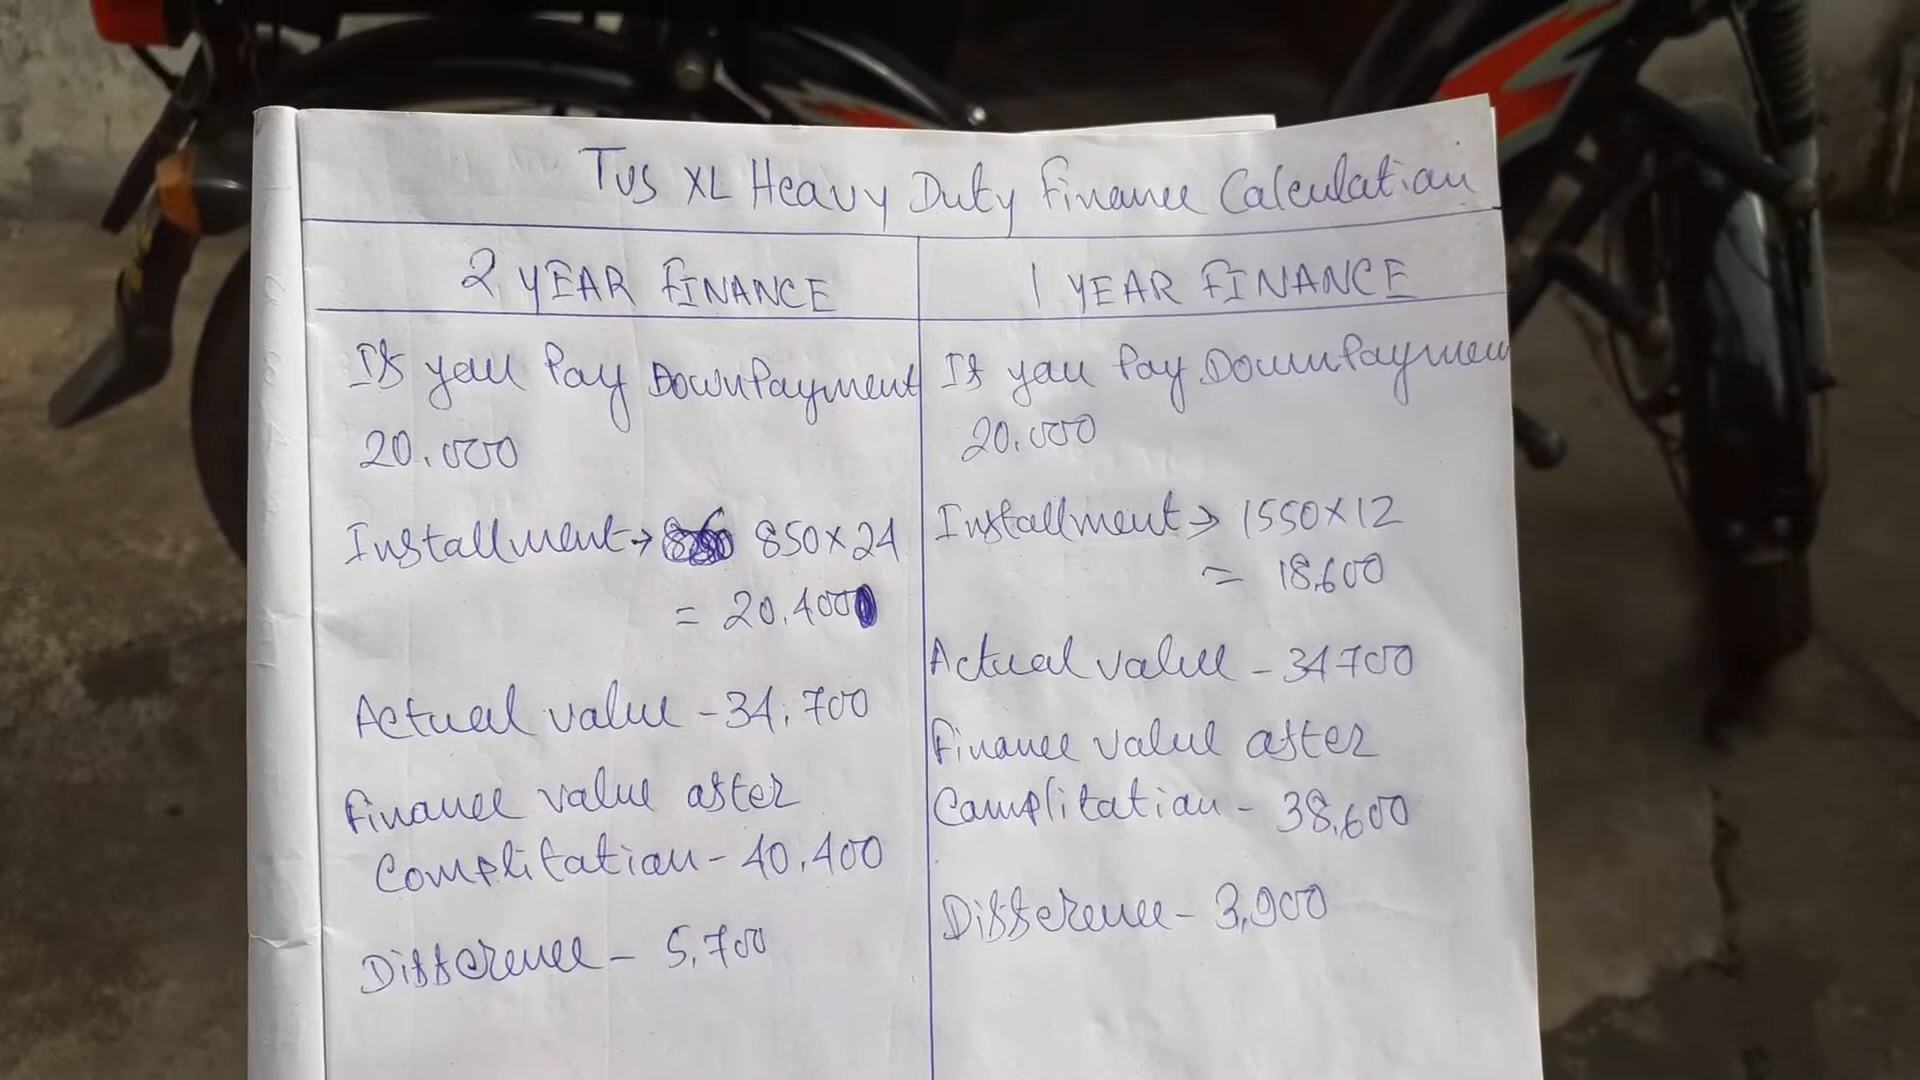 TVS XL Heavy Duty Finance Calculation
2 YEAR FINANCE
If you Pay DownPayment
20.000
Installment → 850×24
= 20.400
Actual value - 34.700
Finance value after
Complitation - 40.400
Difference - 5.700
1 YEAR FINANCE
If you Pay DownPayment
20.000
Installment → 1550×12
= 18.600
Actual value - 34700
Finance value after
Complitation - 38.600
Difference - 3.900